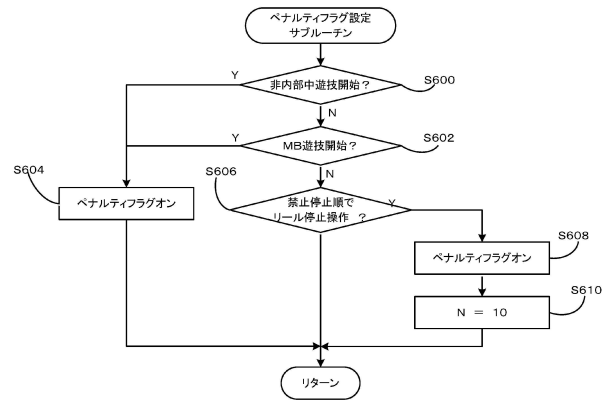 ペナルティフラグ設定
サブルーチン
Y
非内部中遊技開始？
S600
N
Y
MB遊技開始？
S602
N
S604
S606
ペナルティフラグオン
禁止停止順で
リール停止操作　？
Y
S608
ペナルティフラグオン
S610
N　＝　10
リターン